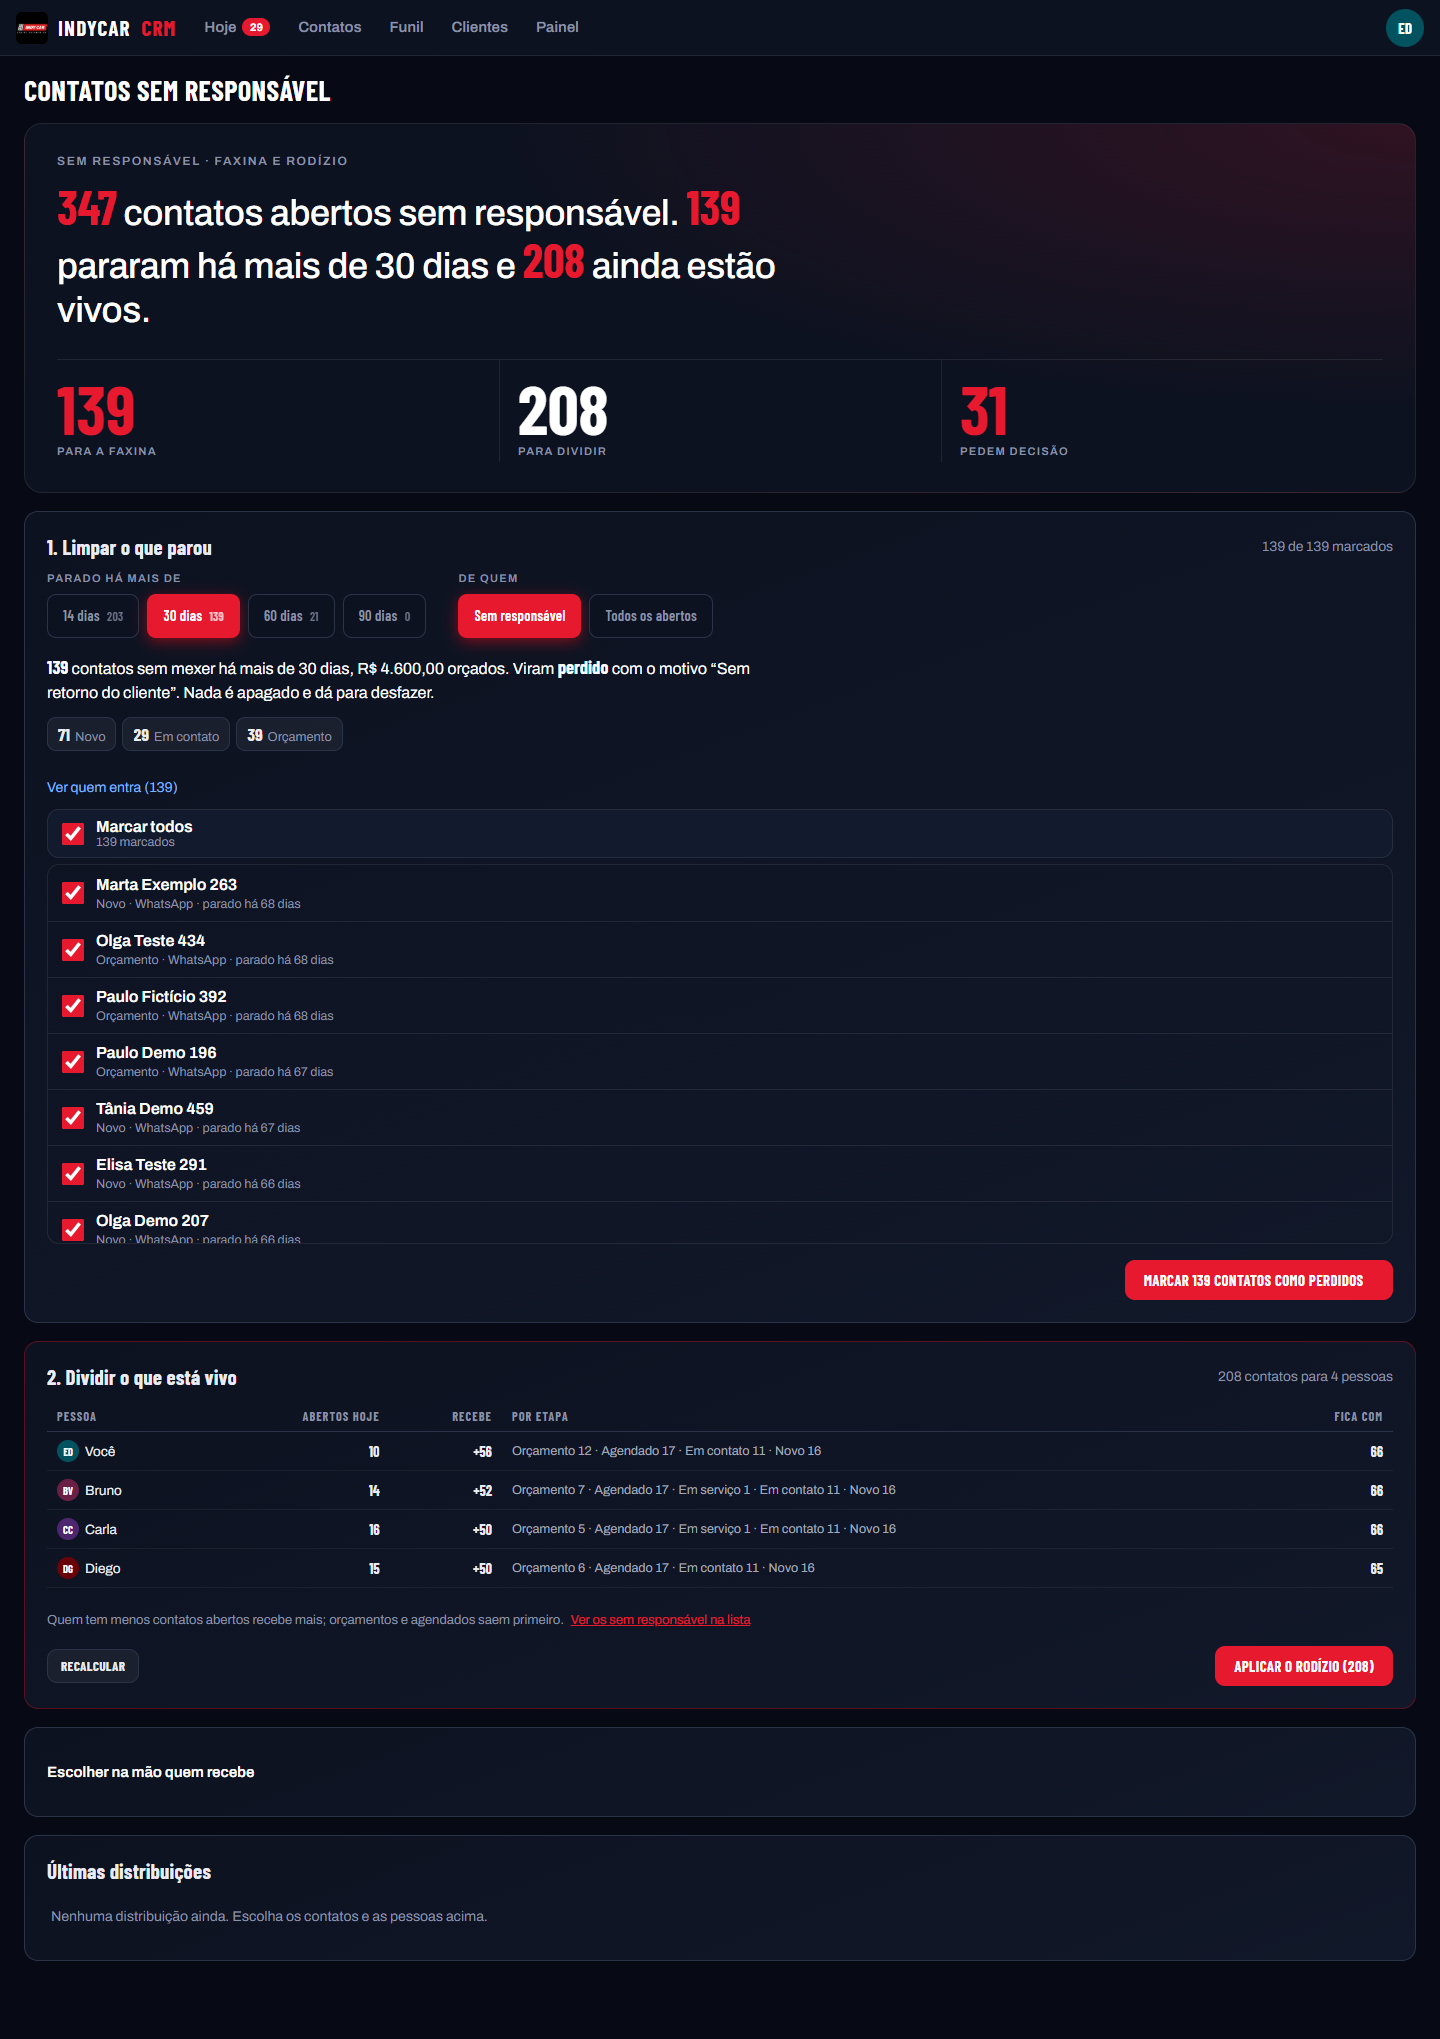 INDYCAR CRM Hoje 29 Contatos Funil Clientes Painel ED
CONTATOS SEM RESPONSÁVEL
SEM RESPONSÁVEL · FAXINA E RODÍZIO
347 contatos abertos sem responsável. 139
pararam há mais de 30 dias e 208 ainda estão
vivos.
139 208 31
PARA A FAXINA PARA DIVIDIR PEDEM DECISÃO
1. Limpar o que parou 139 de 139 marcados
PARADO HÁ MAIS DE DE QUEM
14 dias 203 30 dias 139 60 dias 21 90 dias 0 Sem responsável Todos os abertos
139 contatos sem mexer há mais de 30 dias, R$ 4.600,00 orçados. Viram perdido com o motivo “Sem
retorno do cliente”. Nada é apagado e dá para desfazer.
71 Novo 29 Em contato 39 Orçamento
Ver quem entra (139)
Marcar todos
139 marcados
Marta Exemplo 263
Novo · WhatsApp · parado há 68 dias
Olga Teste 434
Orçamento · WhatsApp · parado há 68 dias
Paulo Fictício 392
Orçamento · WhatsApp · parado há 68 dias
Paulo Demo 196
Orçamento · WhatsApp · parado há 67 dias
Tânia Demo 459
Novo · WhatsApp · parado há 67 dias
Elisa Teste 291
Novo · WhatsApp · parado há 66 dias
Olga Demo 207
Novo · WhatsApp · parado há 66 dias
MARCAR 139 CONTATOS COMO PERDIDOS
2. Dividir o que está vivo 208 contatos para 4 pessoas
PESSOA ABERTOS HOJE RECEBE POR ETAPA FICA COM
ED Você 10 +56 Orçamento 12 · Agendado 17 · Em contato 11 · Novo 16 66
BV Bruno 14 +52 Orçamento 7 · Agendado 17 · Em serviço 1 · Em contato 11 · Novo 16 66
CC Carla 16 +50 Orçamento 5 · Agendado 17 · Em serviço 1 · Em contato 11 · Novo 16 66
DG Diego 15 +50 Orçamento 6 · Agendado 17 · Em contato 11 · Novo 16 65
Quem tem menos contatos abertos recebe mais; orçamentos e agendados saem primeiro. Ver os sem responsável na lista
RECALCULAR APLICAR O RODÍZIO (208)
Escolher na mão quem recebe
Últimas distribuições
Nenhuma distribuição ainda. Escolha os contatos e as pessoas acima.